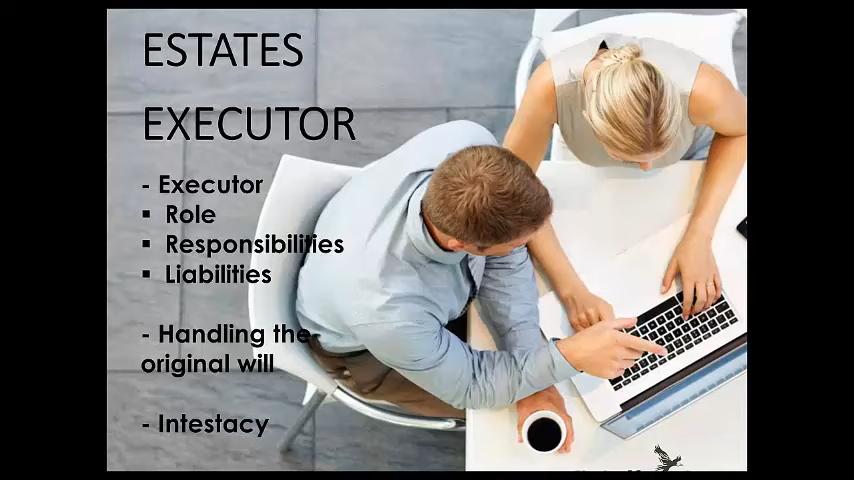 ESTATES
EXECUTOR
- Executor
▪ Role
▪ Responsibilities
▪ Liabilities
- Handling the
original will
- Intestacy